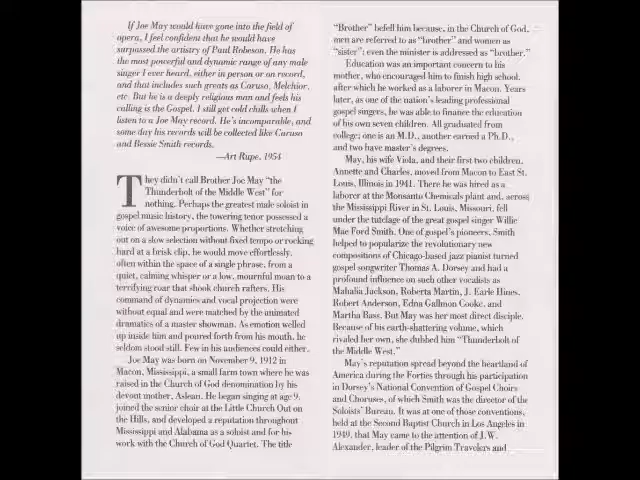 If Joe May would have gone into the field of
opera, I feel confident that he would have
surpassed the artistry of Paul Robeson. He has
the most powerful and dynamic range of any male
singer I ever heard, either in person or on record,
and that includes such greats as Caruso, Melchior,
etc. But he is a deeply religious man and feels his
calling is the Gospel. I still get cold chills when I
listen to a Joe May record. He's incomparable, and
some day his records will be collected like Caruso
and Bessie Smith records.
—Art Rupe, 1954
They didn't call Brother Joe May "the
Thunderbolt of the Middle West" for
nothing. Perhaps the greatest male soloist in
gospel music history, the towering tenor possessed a
voice of awesome proportions. Whether stretching
out on a slow selection without fixed tempo or rocking
hard at a brisk clip, he would move effortlessly,
often within the space of a single phrase, from a
quiet, calming whisper or a low, mournful moan to a
terrifying roar that shook church rafters. His
command of dynamics and vocal projection were
without equal and were matched by the animated
dramatics of a master showman. As emotion welled
up inside him and poured forth from his mouth, he
seldom stood still. Few in his audiences could either.
Joe May was born on November 9, 1912 in
Macon, Mississippi, a small farm town where he was
raised in the Church of God denomination by his
devout mother, Aslean. He began singing at age 9,
joined the senior choir at the Little Church Out on
the Hills, and developed a reputation throughout
Mississippi and Alabama as a soloist and for his
work with the Church of God Quartet. The title
"Brother" befell him because, in the Church of God,
men are referred to as "brother" and women as
"sister"; even the minister is addressed as "brother."
Education was an important concern to his
mother, who encouraged him to finish high school,
after which he worked as a laborer in Macon. Years
later, as one of the nation's leading professional
gospel singers, he was able to finance the education
of his own seven children. All graduated from
college; one is an M.D., another earned a Ph.D.,
and two have master's degrees.
May, his wife Viola, and their first two children,
Annette and Charles, moved from Macon to East St.
Louis, Illinois in 1941. There he was hired as a
laborer at the Monsanto Chemicals plant and, across
the Mississippi River in St. Louis, Missouri, fell
under the tutelage of the great gospel singer Willie
Mae Ford Smith. One of gospel's pioneers, Smith
helped to popularize the revolutionary new
compositions of Chicago-based jazz pianist turned
gospel songwriter Thomas A. Dorsey and had a
profound influence on such other vocalists as
Mahalia Jackson, Roberta Martin, J. Earle Hines,
Robert Anderson, Edna Gallmon Cooke, and
Martha Bass. But May was her most direct disciple.
Because of his earth-shattering volume, which
rivaled her own, she dubbed him "Thunderbolt of
the Middle West."
May's reputation spread beyond the heartland of
America during the Forties through his participation
in Dorsey's National Convention of Gospel Choirs
and Choruses, of which Smith was the director of the
Soloists' Bureau. It was at one of those conventions,
held at the Second Baptist Church in Los Angeles in
1949, that May came to the attention of J.W.
Alexander, leader of the Pilgrim Travelers and